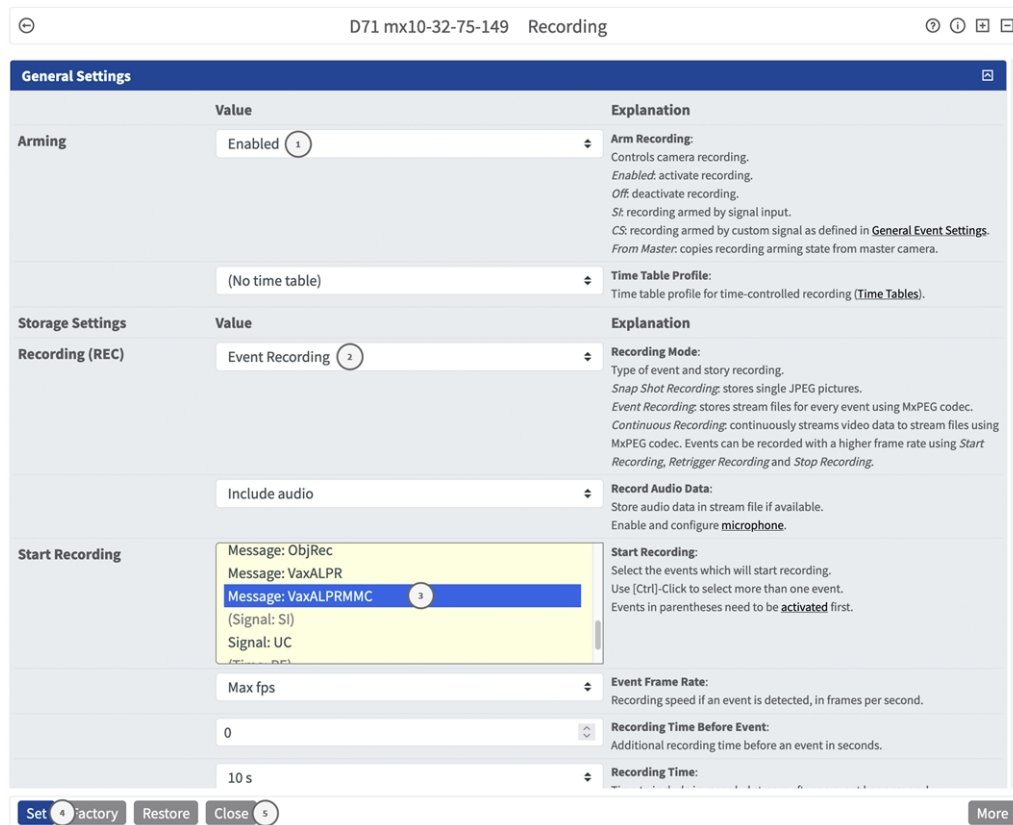 D71 mx10-32-75-149 Recording
General Settings
Value Explanation
Arming
Enabled 1
Arm Recording:
Controls camera recording.
Enabled: activate recording.
Off: deactivate recording.
SI: recording armed by signal input.
CS: recording armed by custom signal as defined in General Event Settings.
From Master: copies recording arming state from master camera.
(No time table)
Time Table Profile:
Time table profile for time-controlled recording (Time Tables).
Storage Settings Value Explanation
Recording (REC)
Event Recording 2
Recording Mode:
Type of event and story recording.
Snap Shot Recording: stores single JPEG pictures.
Event Recording: stores stream files for every event using MxPEG codec.
Continuous Recording: continuously streams video data to stream files using
MxPEG codec. Events can be recorded with a higher frame rate using Start
Recording, Retrigger Recording and Stop Recording.
Include audio
Record Audio Data:
Store audio data in stream file if available.
Enable and configure microphone.
Start Recording
Message: ObjRec
Message: VaxALPR
Message: VaxALPRMMC 3
(Signal: SI)
Signal: UC
Start Recording:
Select the events which will start recording.
Use [Ctrl]-Click to select more than one event.
Events in parentheses need to be activated first.
Max fps
Event Frame Rate:
Recording speed if an event is detected, in frames per second.
0
Recording Time Before Event:
Additional recording time before an event in seconds.
10 s
Recording Time:
Set 4 Factory Restore Close 5 More